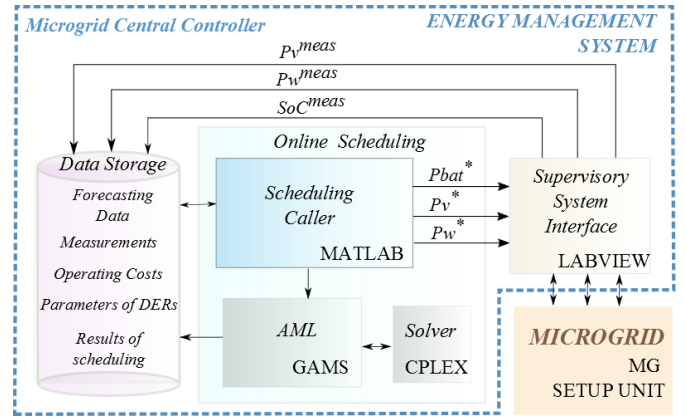 Microgrid Central Controller
ENERGY MANAGEMENT
SYSTEM
Pv^meas
Pw^meas
SoC^meas
Online Scheduling
Data Storage
Forecasting
Data
Measurements
Operating Costs
Parameters of DERs
Results of
scheduling
Scheduling
Caller
MATLAB
Pbat*
Pv*
Pw*
Supervisory
System
Interface
LABVIEW
AML
GAMS
Solver
CPLEX
MICROGRID
MG
SETUP UNIT